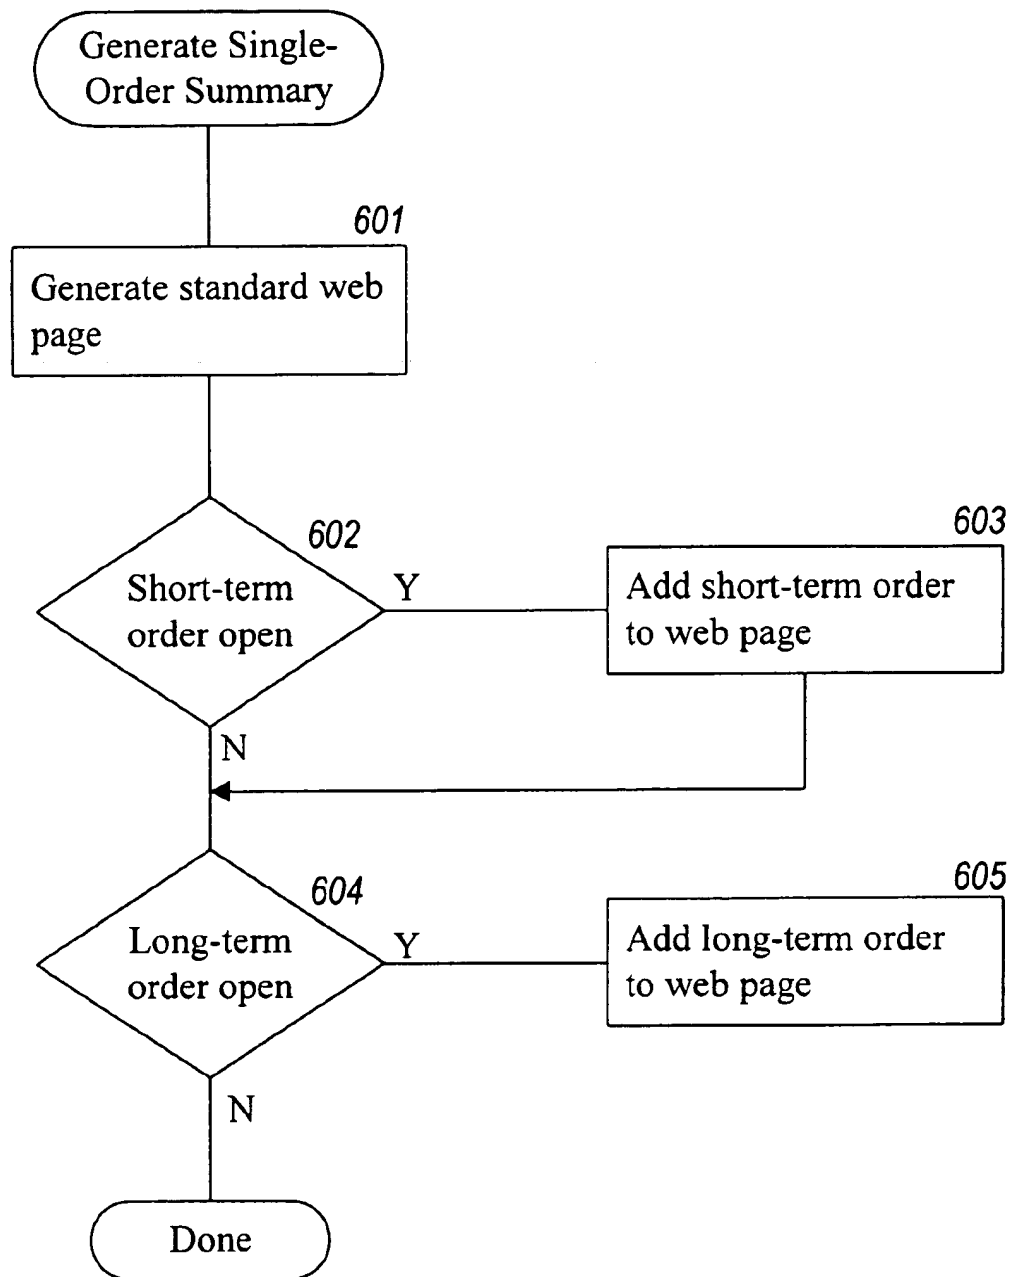 Generate Single-
Order Summary
601
Generate standard web
page
602
Short-term
order open
Y
603
Add short-term order
to web page
N
604
Long-term
order open
Y
605
Add long-term order
to web page
N
Done